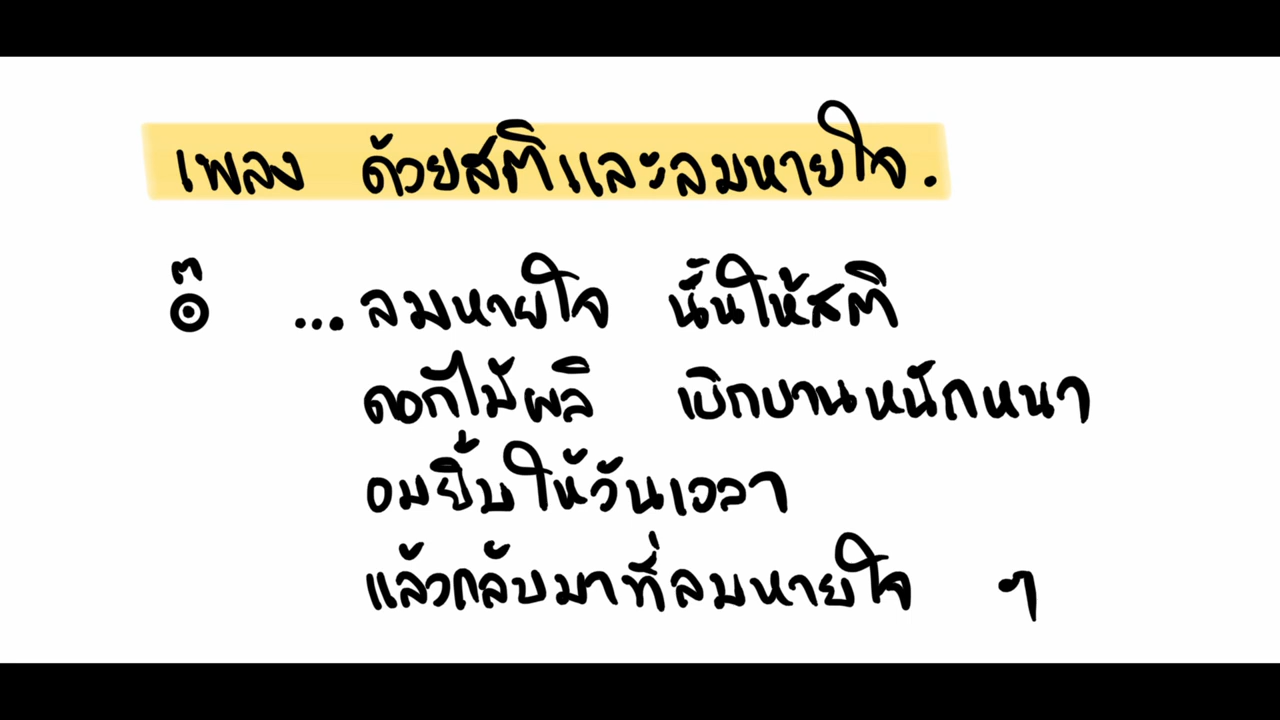 เพลง ด้วยสติและลมหายใจ.
๏ ...ลมหายใจ นั้นให้สติ
ดอกไม้ผลิ เบิกบานหนักหนา
อมยิ้มให้วันเวลา
แล้วกลับมาที่ลมหายใจ ๆ